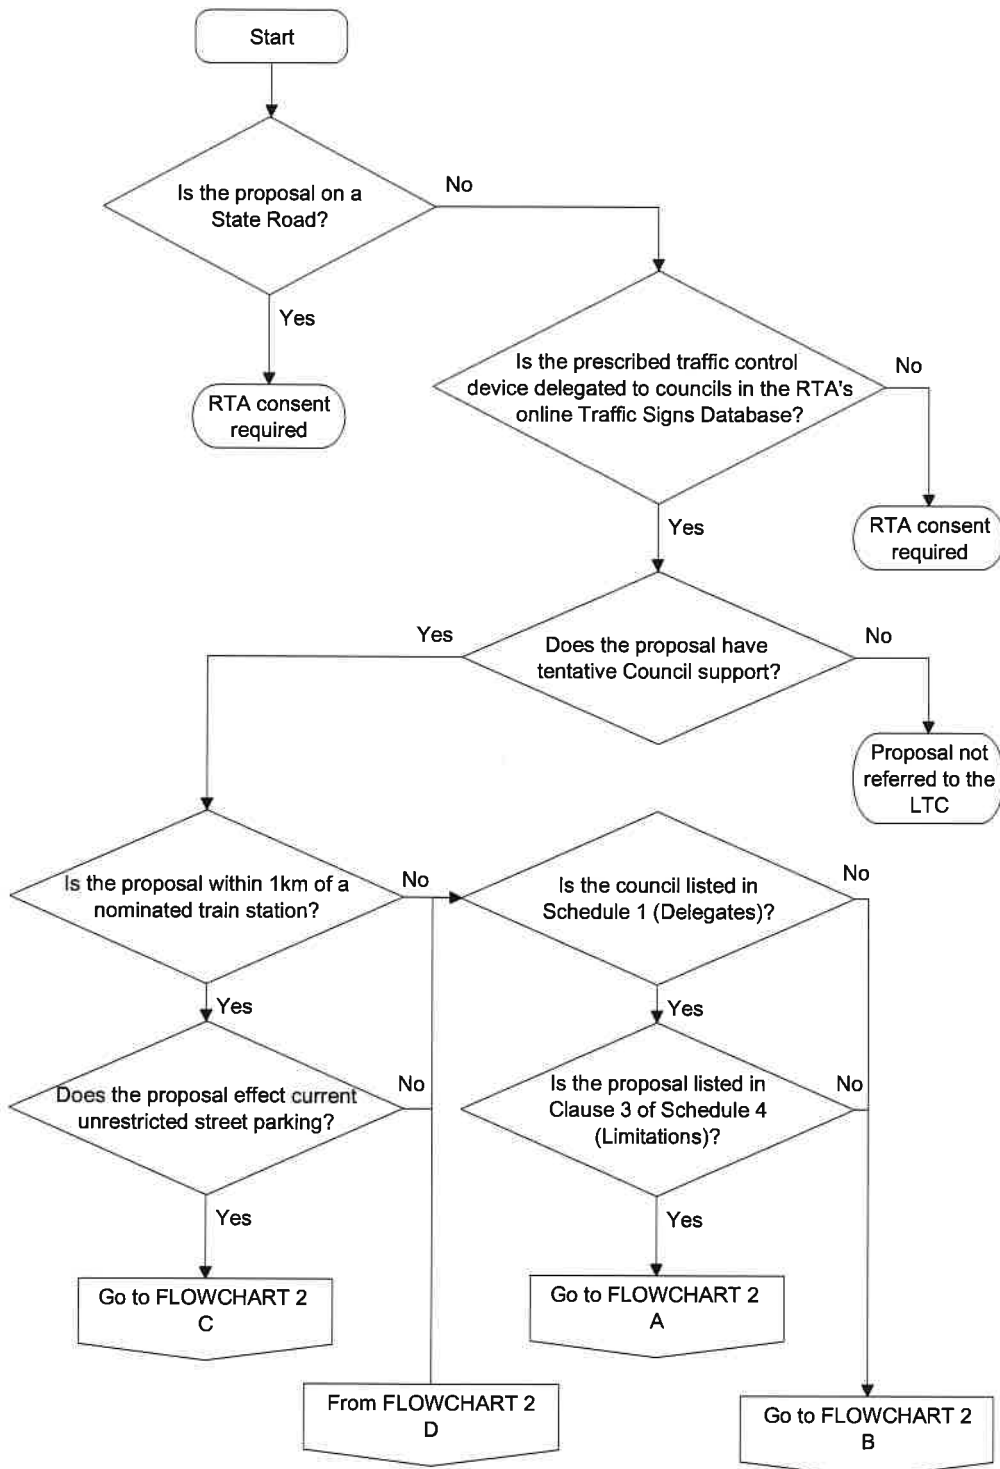 Start
Is the proposal on a
State Road?
No
Yes
RTA consent
required
Is the prescribed traffic control
device delegated to councils in the RTA's
online Traffic Signs Database?
No
RTA consent
required
Yes
Does the proposal have
tentative Council support?
Yes
No
Proposal not
referred to the
LTC
Is the proposal within 1km of a
nominated train station?
No
Is the council listed in
Schedule 1 (Delegates)?
No
Yes
Yes
Does the proposal effect current
unrestricted street parking?
No
Is the proposal listed in
Clause 3 of Schedule 4
(Limitations)?
No
Yes
Yes
Go to FLOWCHART 2
C
Go to FLOWCHART 2
A
From FLOWCHART 2
D
Go to FLOWCHART 2
B